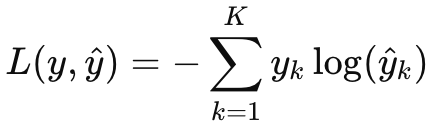 L(y, ŷ) = − ∑_{k=1}^{K} y_k log(ŷ_k)